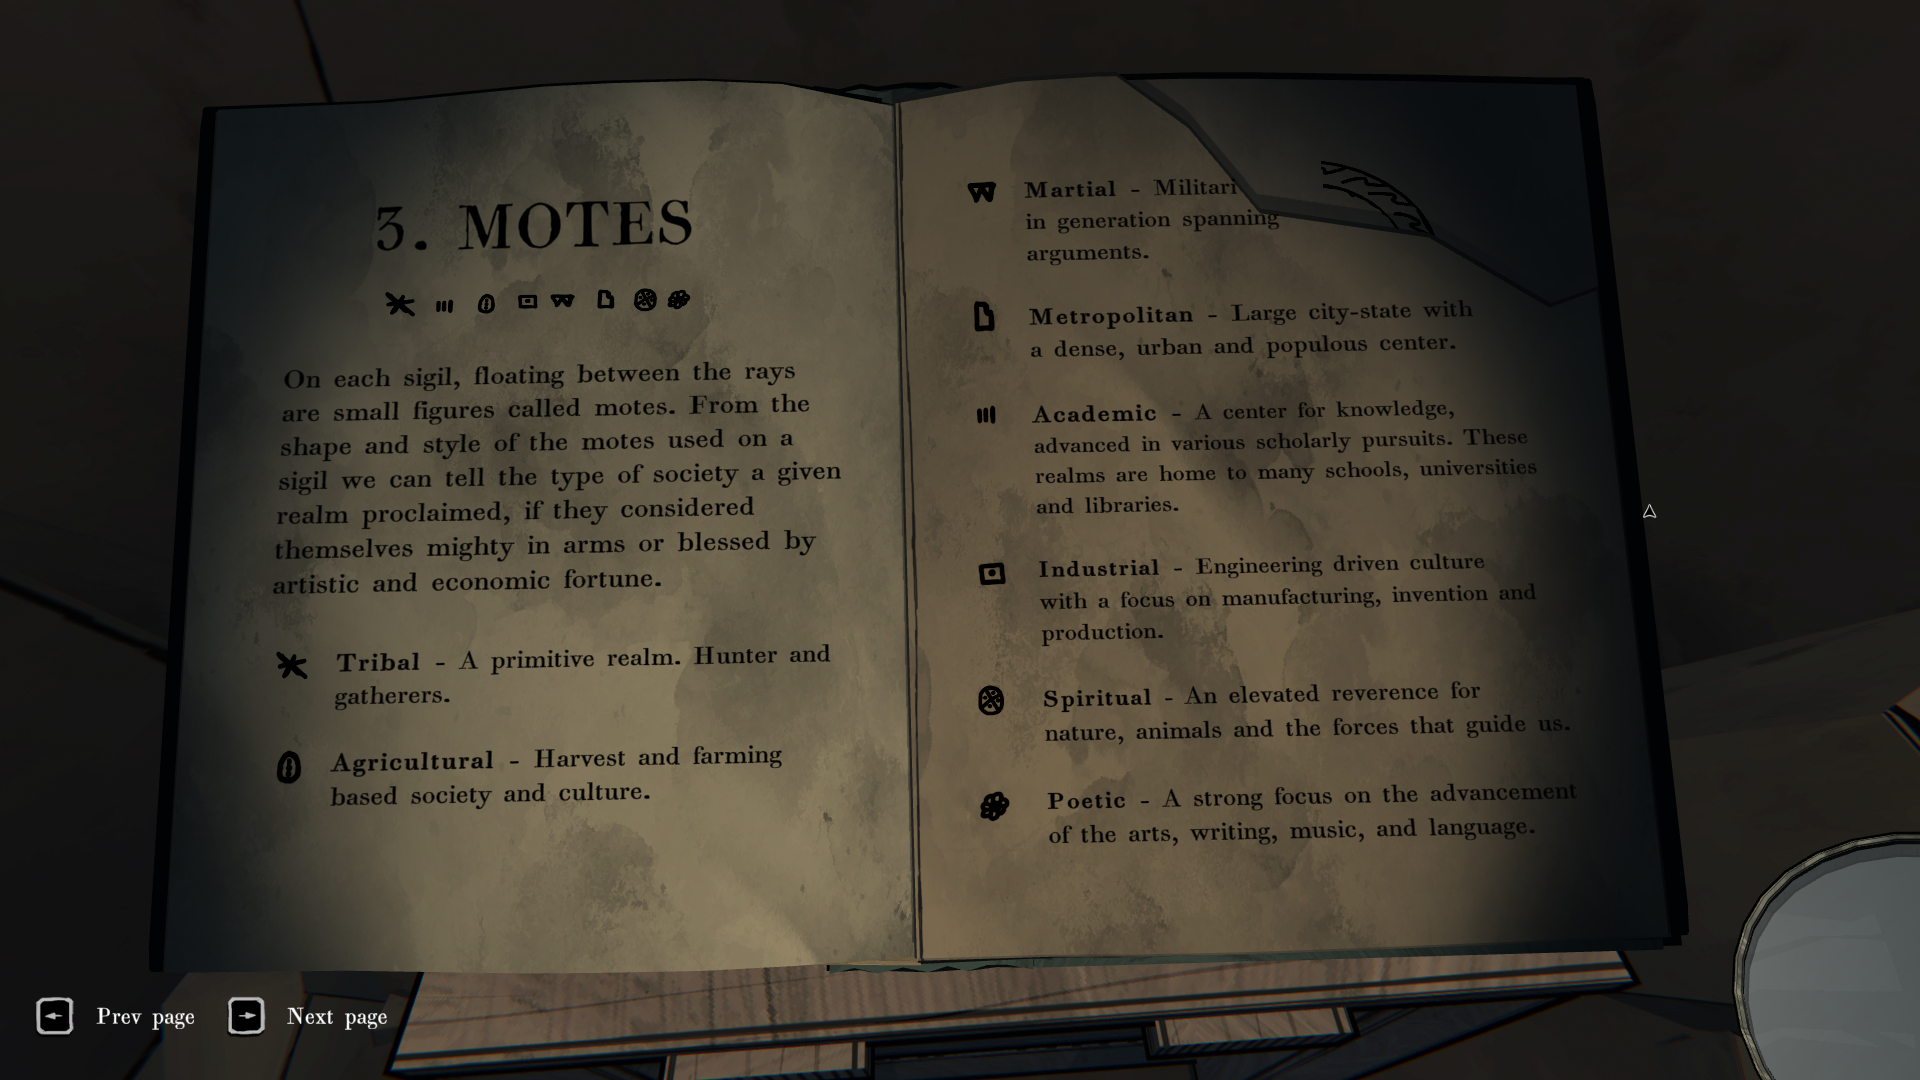 3. MOTES
On each sigil, floating between the rays
are small figures called motes. From the
shape and style of the motes used on a
sigil we can tell the type of society a given
realm proclaimed, if they considered
themselves mighty in arms or blessed by
artistic and economic fortune.
Tribal - A primitive realm. Hunter and
gatherers.
Agricultural - Harvest and farming
based society and culture.
Martial - Militari
in generation spanning
arguments.
Metropolitan - Large city-state with
a dense, urban and populous center.
Academic - A center for knowledge,
advanced in various scholarly pursuits. These
realms are home to many schools, universities
and libraries.
Industrial - Engineering driven culture
with a focus on manufacturing, invention and
production.
Spiritual - An elevated reverence for
nature, animals and the forces that guide us.
Poetic - A strong focus on the advancement
of the arts, writing, music, and language.
Prev page
Next page